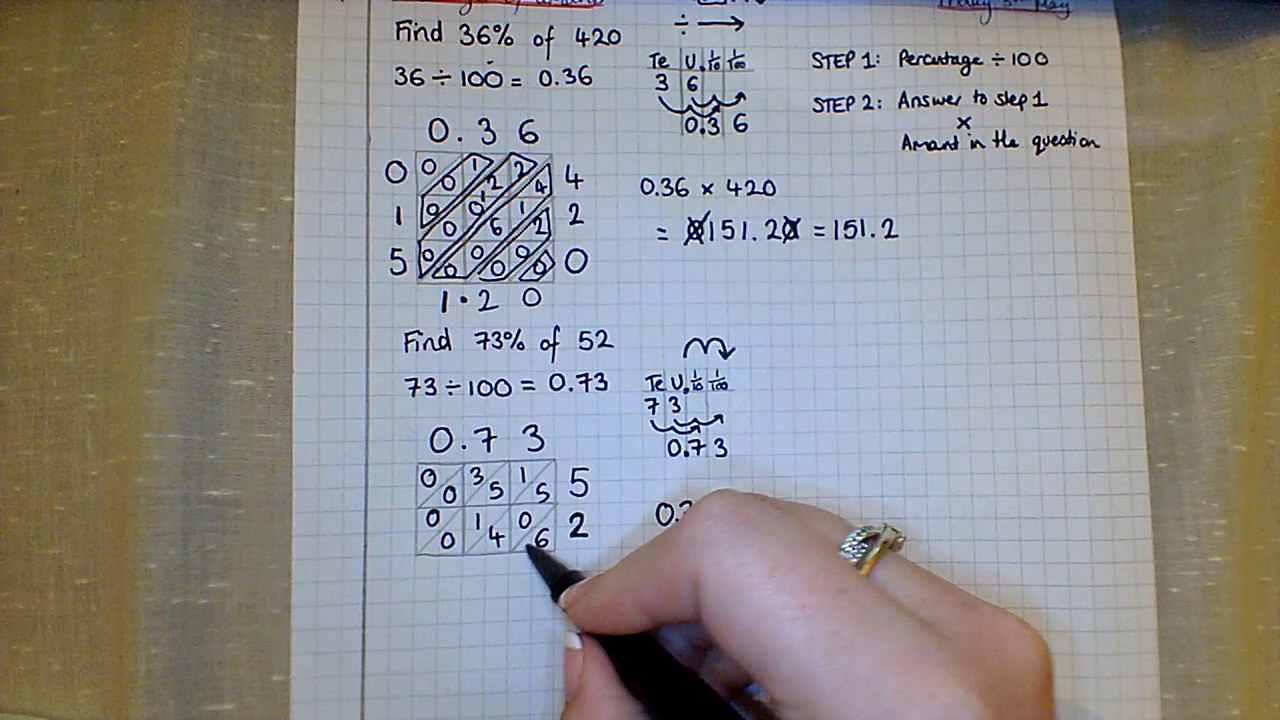 Find 36% of 420
36 ÷ 100 = 0.36
÷ →
Te U. 1/10 1/100
3 6
0.3 6
STEP 1: Percentage ÷ 100
STEP 2: Answer to step 1
×
Amount in the question
0.36
0 0/0 1/2 2/4 4
1 0/0 0/6 1/2 2
5 0/0 0/0 0/0 0
1.2 0
0.36 × 420
= 0151.20 = 151.2
Find 73% of 52
73 ÷ 100 = 0.73
Te U. 1/10 1/100
7 3
0.7 3
0.7 3
0/0 3/5 1/5 5
0/0 1/4 0/6 2